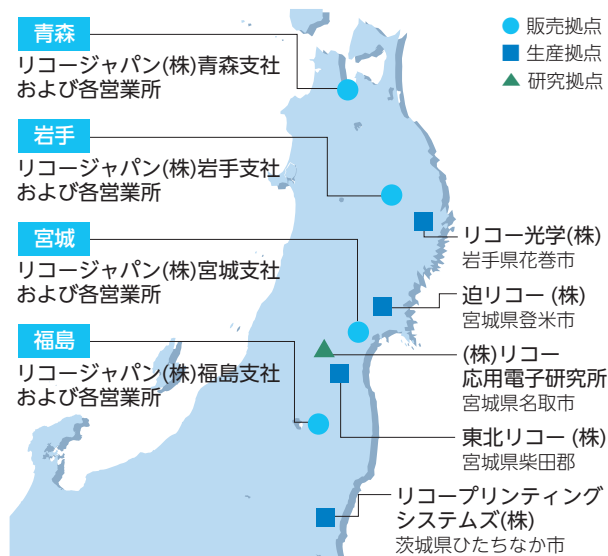 青森
リコージャパン(株)青森支社
および各営業所
岩手
リコージャパン(株)岩手支社
および各営業所
宮城
リコージャパン(株)宮城支社
および各営業所
福島
リコージャパン(株)福島支社
および各営業所
販売拠点
生産拠点
研究拠点
リコー光学(株)
岩手県花巻市
迫リコー (株)
宮城県登米市
(株)リコー
応用電子研究所
宮城県名取市
東北リコー (株)
宮城県柴田郡
リコープリンティング
システムズ(株)
茨城県ひたちなか市